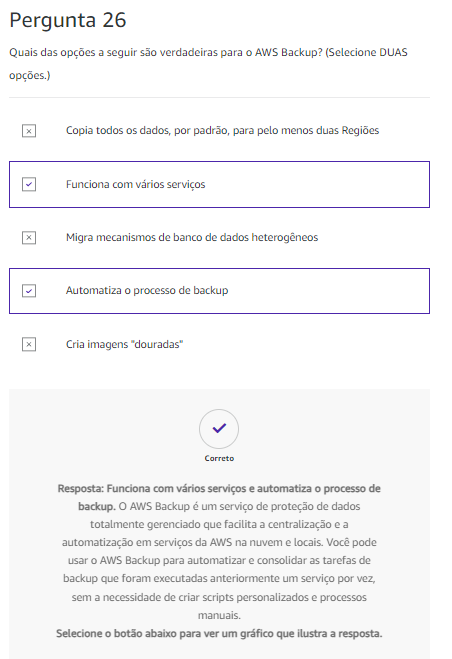 Pergunta 26
Quais das opções a seguir são verdadeiras para o AWS Backup? (Selecione DUAS
opções.)
Copia todos os dados, por padrão, para pelo menos duas Regiões
Funciona com vários serviços
Migra mecanismos de banco de dados heterogêneos
Automatiza o processo de backup
Cria imagens "douradas"
Correto
Resposta: Funciona com vários serviços e automatiza o processo de
backup. O AWS Backup é um serviço de proteção de dados
totalmente gerenciado que facilita a centralização e a
automatização em serviços da AWS na nuvem e locais. Você pode
usar o AWS Backup para automatizar e consolidar as tarefas de
backup que foram executadas anteriormente um serviço por vez,
sem a necessidade de criar scripts personalizados e processos
manuais.
Selecione o botão abaixo para ver um gráfico que ilustra a resposta.